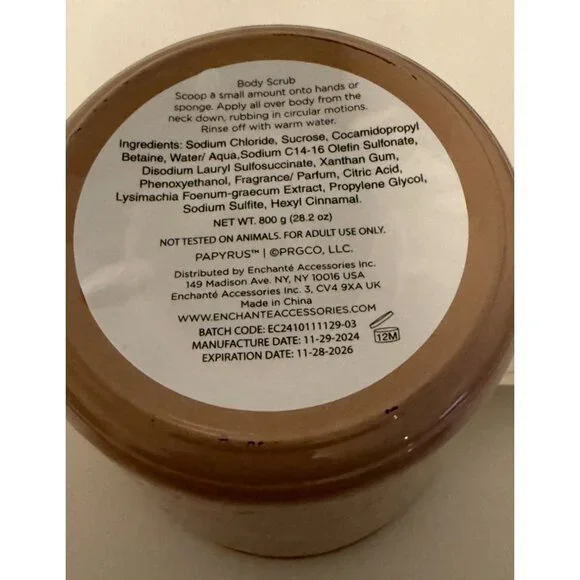 Body Scrub
Scoop a small amount onto hands or
sponge. Apply all over body from the
neck down, rubbing in circular motions.
Rinse off with warm water.
Ingredients: Sodium Chloride, Sucrose, Cocamidopropyl
Betaine, Water/ Aqua,Sodium C14-16 Olefin Sulfonate,
Disodium Lauryl Sulfosuccinate, Xanthan Gum,
Phenoxyethanol, Fragrance/ Parfum, Citric Acid,
Lysimachia Foenum-graecum Extract, Propylene Glycol,
Sodium Sulfite, Hexyl Cinnamal.
NET WT. 800 g (28.2 oz)
NOT TESTED ON ANIMALS. FOR ADULT USE ONLY.
PAPYRUS™ | ©PRGCO, LLC.
Distributed by Enchanté Accessories Inc.
149 Madison Ave. NY, NY 10016 USA
Enchanté Accessories Inc. 3, CV4 9XA UK
Made in China
WWW.ENCHANTEACCESSORIES.COM
BATCH CODE: EC2410111129-03
MANUFACTURE DATE: 11-29-2024
12M
EXPIRATION DATE: 11-28-2026